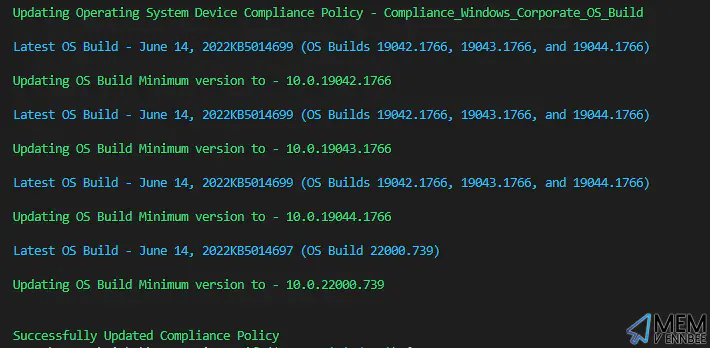 Updating Operating System Device Compliance Policy - Compliance_Windows_Corporate_OS_Build
Latest OS Build - June 14, 2022KB5014699 (OS Builds 19042.1766, 19043.1766, and 19044.1766)
Updating OS Build Minimum version to - 10.0.19042.1766
Latest OS Build - June 14, 2022KB5014699 (OS Builds 19042.1766, 19043.1766, and 19044.1766)
Updating OS Build Minimum version to - 10.0.19043.1766
Latest OS Build - June 14, 2022KB5014699 (OS Builds 19042.1766, 19043.1766, and 19044.1766)
Updating OS Build Minimum version to - 10.0.19044.1766
Latest OS Build - June 14, 2022KB5014697 (OS Build 22000.739)
Updating OS Build Minimum version to - 10.0.22000.739
Successfully Updated Compliance Policy
MEM
VENNBEE